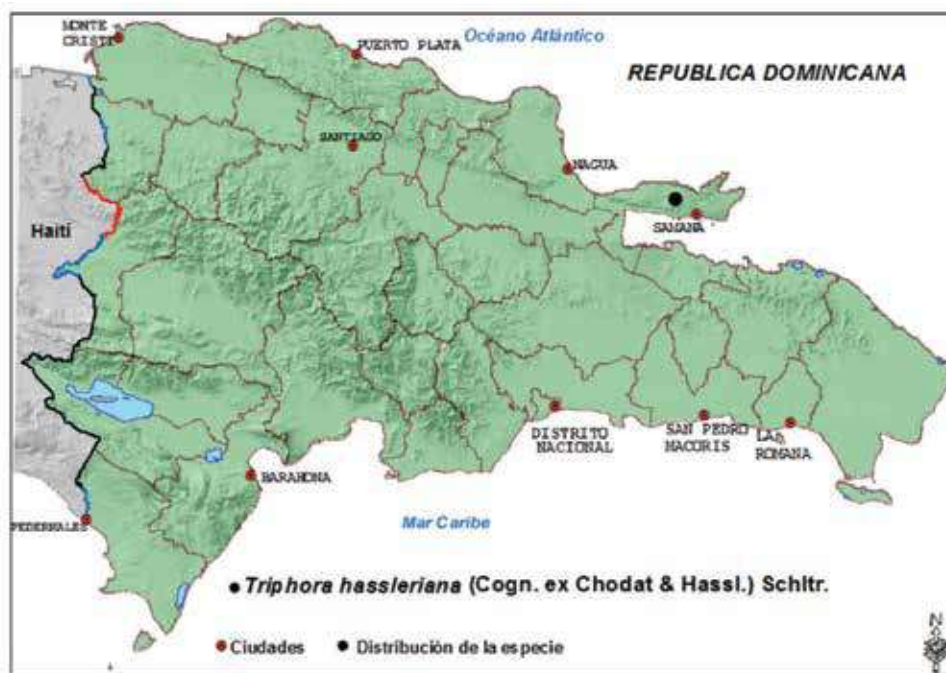 MONTE
CRISTI
PUERTO PLATA
Océano Atlántico
REPUBLICA DOMINICANA
SANTIAGO
NAGUA
SAMANA
Haití
DISTRITO
NACIONAL
SAN PEDRO
MACORIS
LA
ROMANA
BARAHONA
PEDERNALES
Mar Caribe
Triphora hassleriana (Cogn. ex Chodat & Hassl.) Schltr.
Ciudades
Distribución de la especie
N